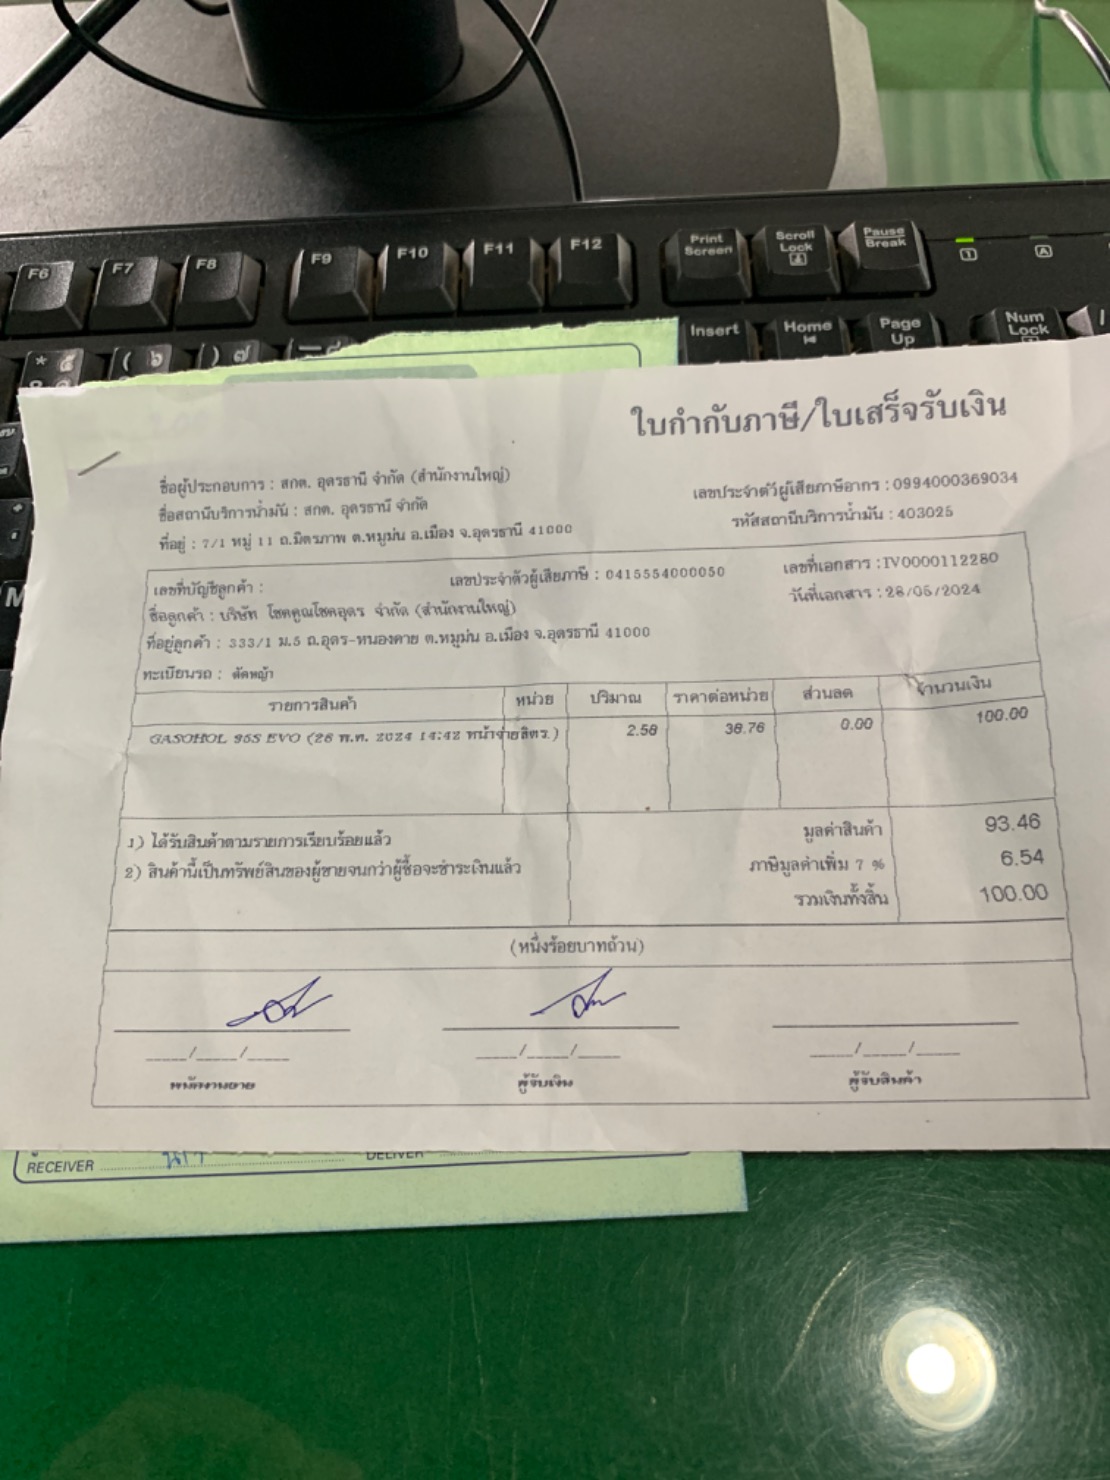 F6 F7 F8 F9 F10 F11 F12 Print Screen Scroll Lock Pause Break
1 A
* ๕ ( ๖ ) ๗ Insert Home Page Up Num Lock /
ใบกำกับภาษี/ใบเสร็จรับเงิน
ชื่อผู้ประกอบการ : สกต. อุดรธานี จำกัด (สำนักงานใหญ่)
เลขประจำตัวผู้เสียภาษีอากร : 0994000369034
ชื่อสถานีบริการน้ำมัน : สกต. อุดรธานี จำกัด
รหัสสถานีบริการน้ำมัน : 403025
ที่อยู่ : 7/1 หมู่ 11 ถ.มิตรภาพ ต.หมูม่น อ.เมือง จ.อุดรธานี 41000
เลขที่บัญชีลูกค้า : เลขประจำตัวผู้เสียภาษี : 0415554000050 เลขที่เอกสาร : IV0000112280
ชื่อลูกค้า : บริษัท โชคคูณโชคอุดร จำกัด (สำนักงานใหญ่) วันที่เอกสาร : 28/05/2024
ที่อยู่ลูกค้า : 333/1 ม.5 ถ.อุดร-หนองคาย ต.หมูม่น อ.เมือง จ.อุดรธานี 41000
ทะเบียนรถ : ตัดหญ้า
รายการสินค้า หน่วย ปริมาณ ราคาต่อหน่วย ส่วนลด จำนวนเงิน
GASOHOL 95S EVO (28 พ.ค. 2024 14:42 หน้าจ่ายลิตร.) 2.58 38.76 0.00 100.00
1) ได้รับสินค้าตามรายการเรียบร้อยแล้ว มูลค่าสินค้า 93.46
2) สินค้านี้เป็นทรัพย์สินของผู้ขายจนกว่าผู้ซื้อจะชำระเงินแล้ว ภาษีมูลค่าเพิ่ม 7 % 6.54
รวมเงินทั้งสิ้น 100.00
(หนึ่งร้อยบาทถ้วน)
____/____/____ ____/____/____ ____/____/____
พนักงานขาย ผู้รับเงิน ผู้รับสินค้า
RECEIVER